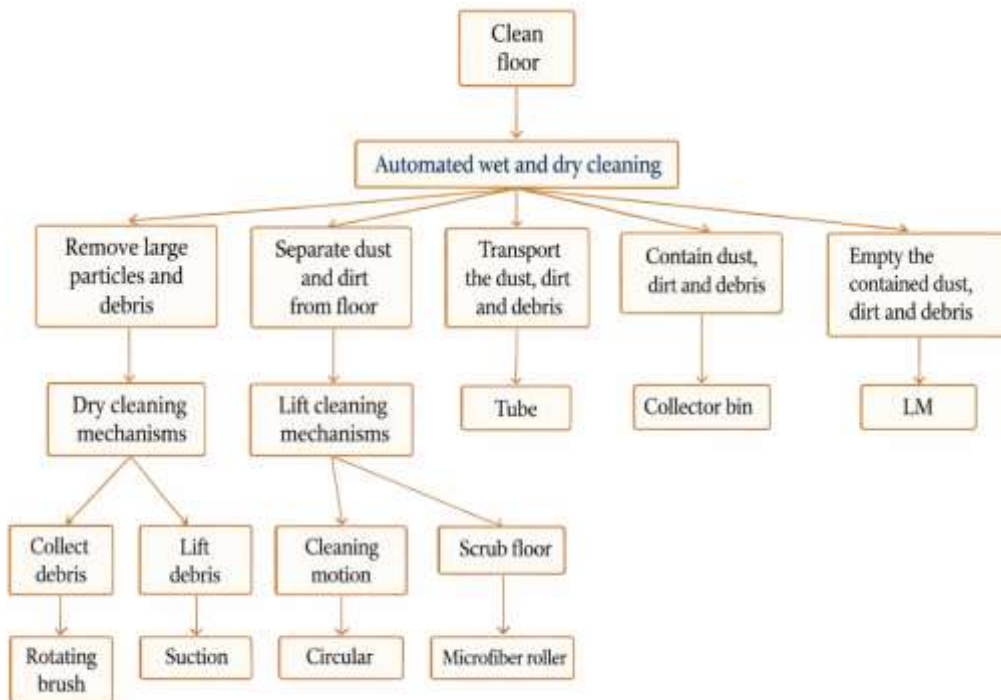 Clean
floor
Automated wet and dry cleaning
Remove large
particles and
debris
Separate dust
and dirt
from floor
Transport
the dust, dirt
and debris
Contain dust,
dirt and debris
Empty the
contained dust,
dirt and debris
Dry cleaning
mechanisms
Lift cleaning
mechanisms
Tube
Collector bin
LM
Collect
debris
Lift
debris
Cleaning
motion
Scrub floor
Rotating
brush
Suction
Circular
Microfiber roller